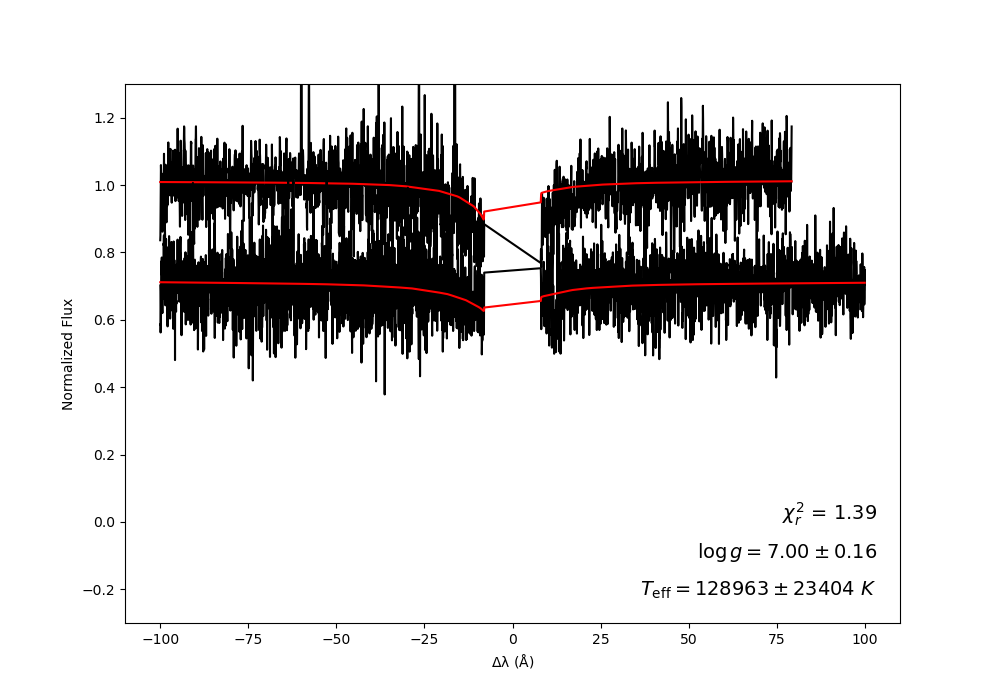 1.2
1.0
0.8
0.6
0.4
0.2
0.0
−0.2
Normalized Flux
χ²ᵣ = 1.39
log g = 7.00 ± 0.16
T_eff = 128963 ± 23404 K
−100 −75 −50 −25 0 25 50 75 100
Δλ (Å)